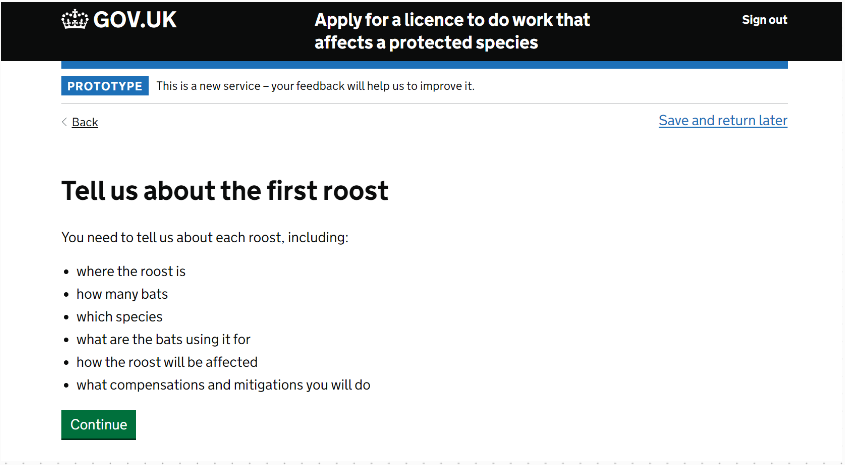 GOV.UK
Apply for a licence to do work that
affects a protected species
Sign out
PROTOTYPE This is a new service – your feedback will help us to improve it.
Back
Save and return later
Tell us about the first roost
You need to tell us about each roost, including:
• where the roost is
• how many bats
• which species
• what are the bats using it for
• how the roost will be affected
• what compensations and mitigations you will do
Continue